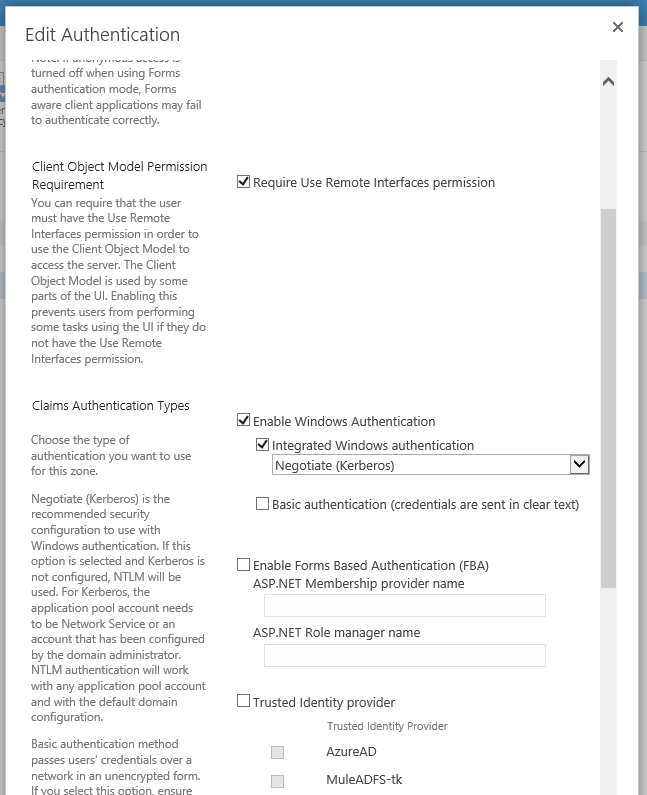 Edit Authentication
Note: If anonymous access is
turned off when using Forms
authentication mode, Forms
aware client applications may fail
to authenticate correctly.
Client Object Model Permission
Requirement
You can require that the user
must have the Use Remote
Interfaces permission in order to
use the Client Object Model to
access the server. The Client
Object Model is used by some
parts of the UI. Enabling this
prevents users from performing
some tasks using the UI if they do
not have the Use Remote
Interfaces permission.
Require Use Remote Interfaces permission
Claims Authentication Types
Choose the type of
authentication you want to use
for this zone.
Negotiate (Kerberos) is the
recommended security
configuration to use with
Windows authentication. If this
option is selected and Kerberos is
not configured, NTLM will be
used. For Kerberos, the
application pool account needs
to be Network Service or an
account that has been configured
by the domain administrator.
NTLM authentication will work
with any application pool account
and with the default domain
configuration.
Basic authentication method
passes users' credentials over a
network in an unencrypted form.
If you select this option, ensure
Enable Windows Authentication
Integrated Windows authentication
Negotiate (Kerberos)
Basic authentication (credentials are sent in clear text)
Enable Forms Based Authentication (FBA)
ASP.NET Membership provider name
ASP.NET Role manager name
Trusted Identity provider
Trusted Identity Provider
AzureAD
MuleADFS-tk